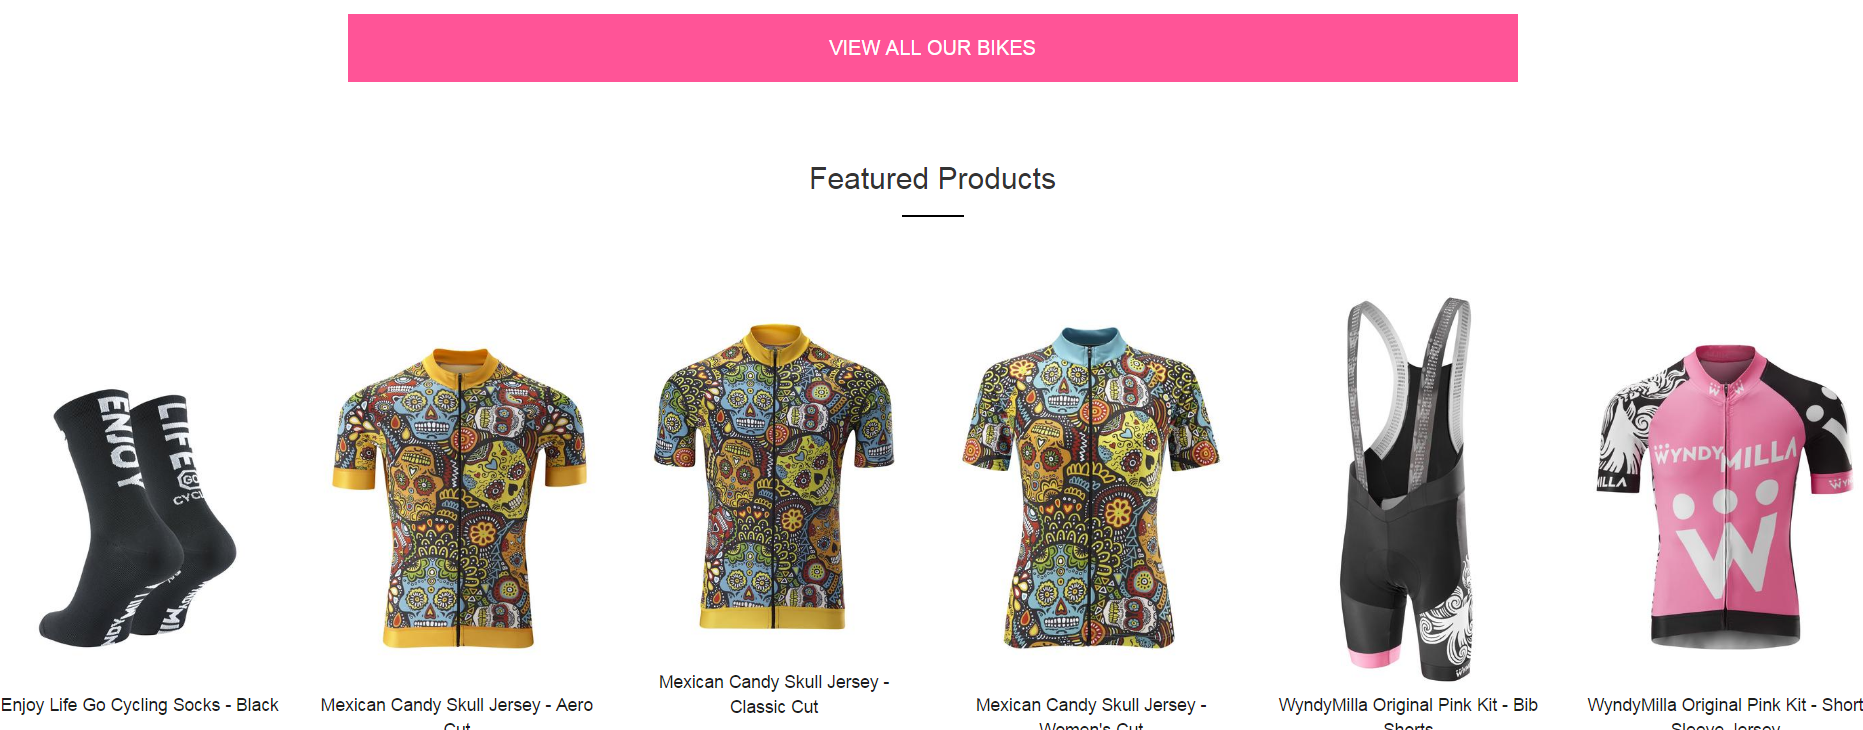 VIEW ALL OUR BIKES
Featured Products
ENJOY
LIFE
GO
WYNDYMILLA
W
Enjoy Life Go Cycling Socks - Black
Mexican Candy Skull Jersey - Aero
Cut
Mexican Candy Skull Jersey -
Classic Cut
Mexican Candy Skull Jersey -
Women's Cut
WyndyMilla Original Pink Kit - Bib
Shorts
WyndyMilla Original Pink Kit - Short
Sleeve Jersey